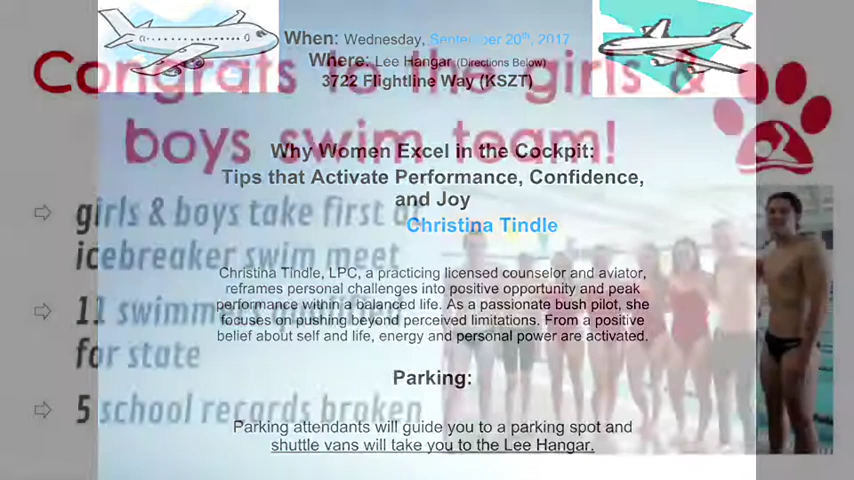 When: Wednesday, September 20th, 2017
Where: Lee Hangar (Directions Below)
3722 Flightline Way (KSZT)
Congrats to the girls &
boys swim team!
Why Women Excel in the Cockpit:
Tips that Activate Performance, Confidence,
and Joy
Christina Tindle
girls & boys take first at
icebreaker swim meet
11 swimmers qualified
for state
5 school records broken
Christina Tindle, LPC, a practicing licensed counselor and aviator,
reframes personal challenges into positive opportunity and peak
performance within a balanced life. As a passionate bush pilot, she
focuses on pushing beyond perceived limitations. From a positive
belief about self and life, energy and personal power are activated.
Parking:
Parking attendants will guide you to a parking spot and
shuttle vans will take you to the Lee Hangar.